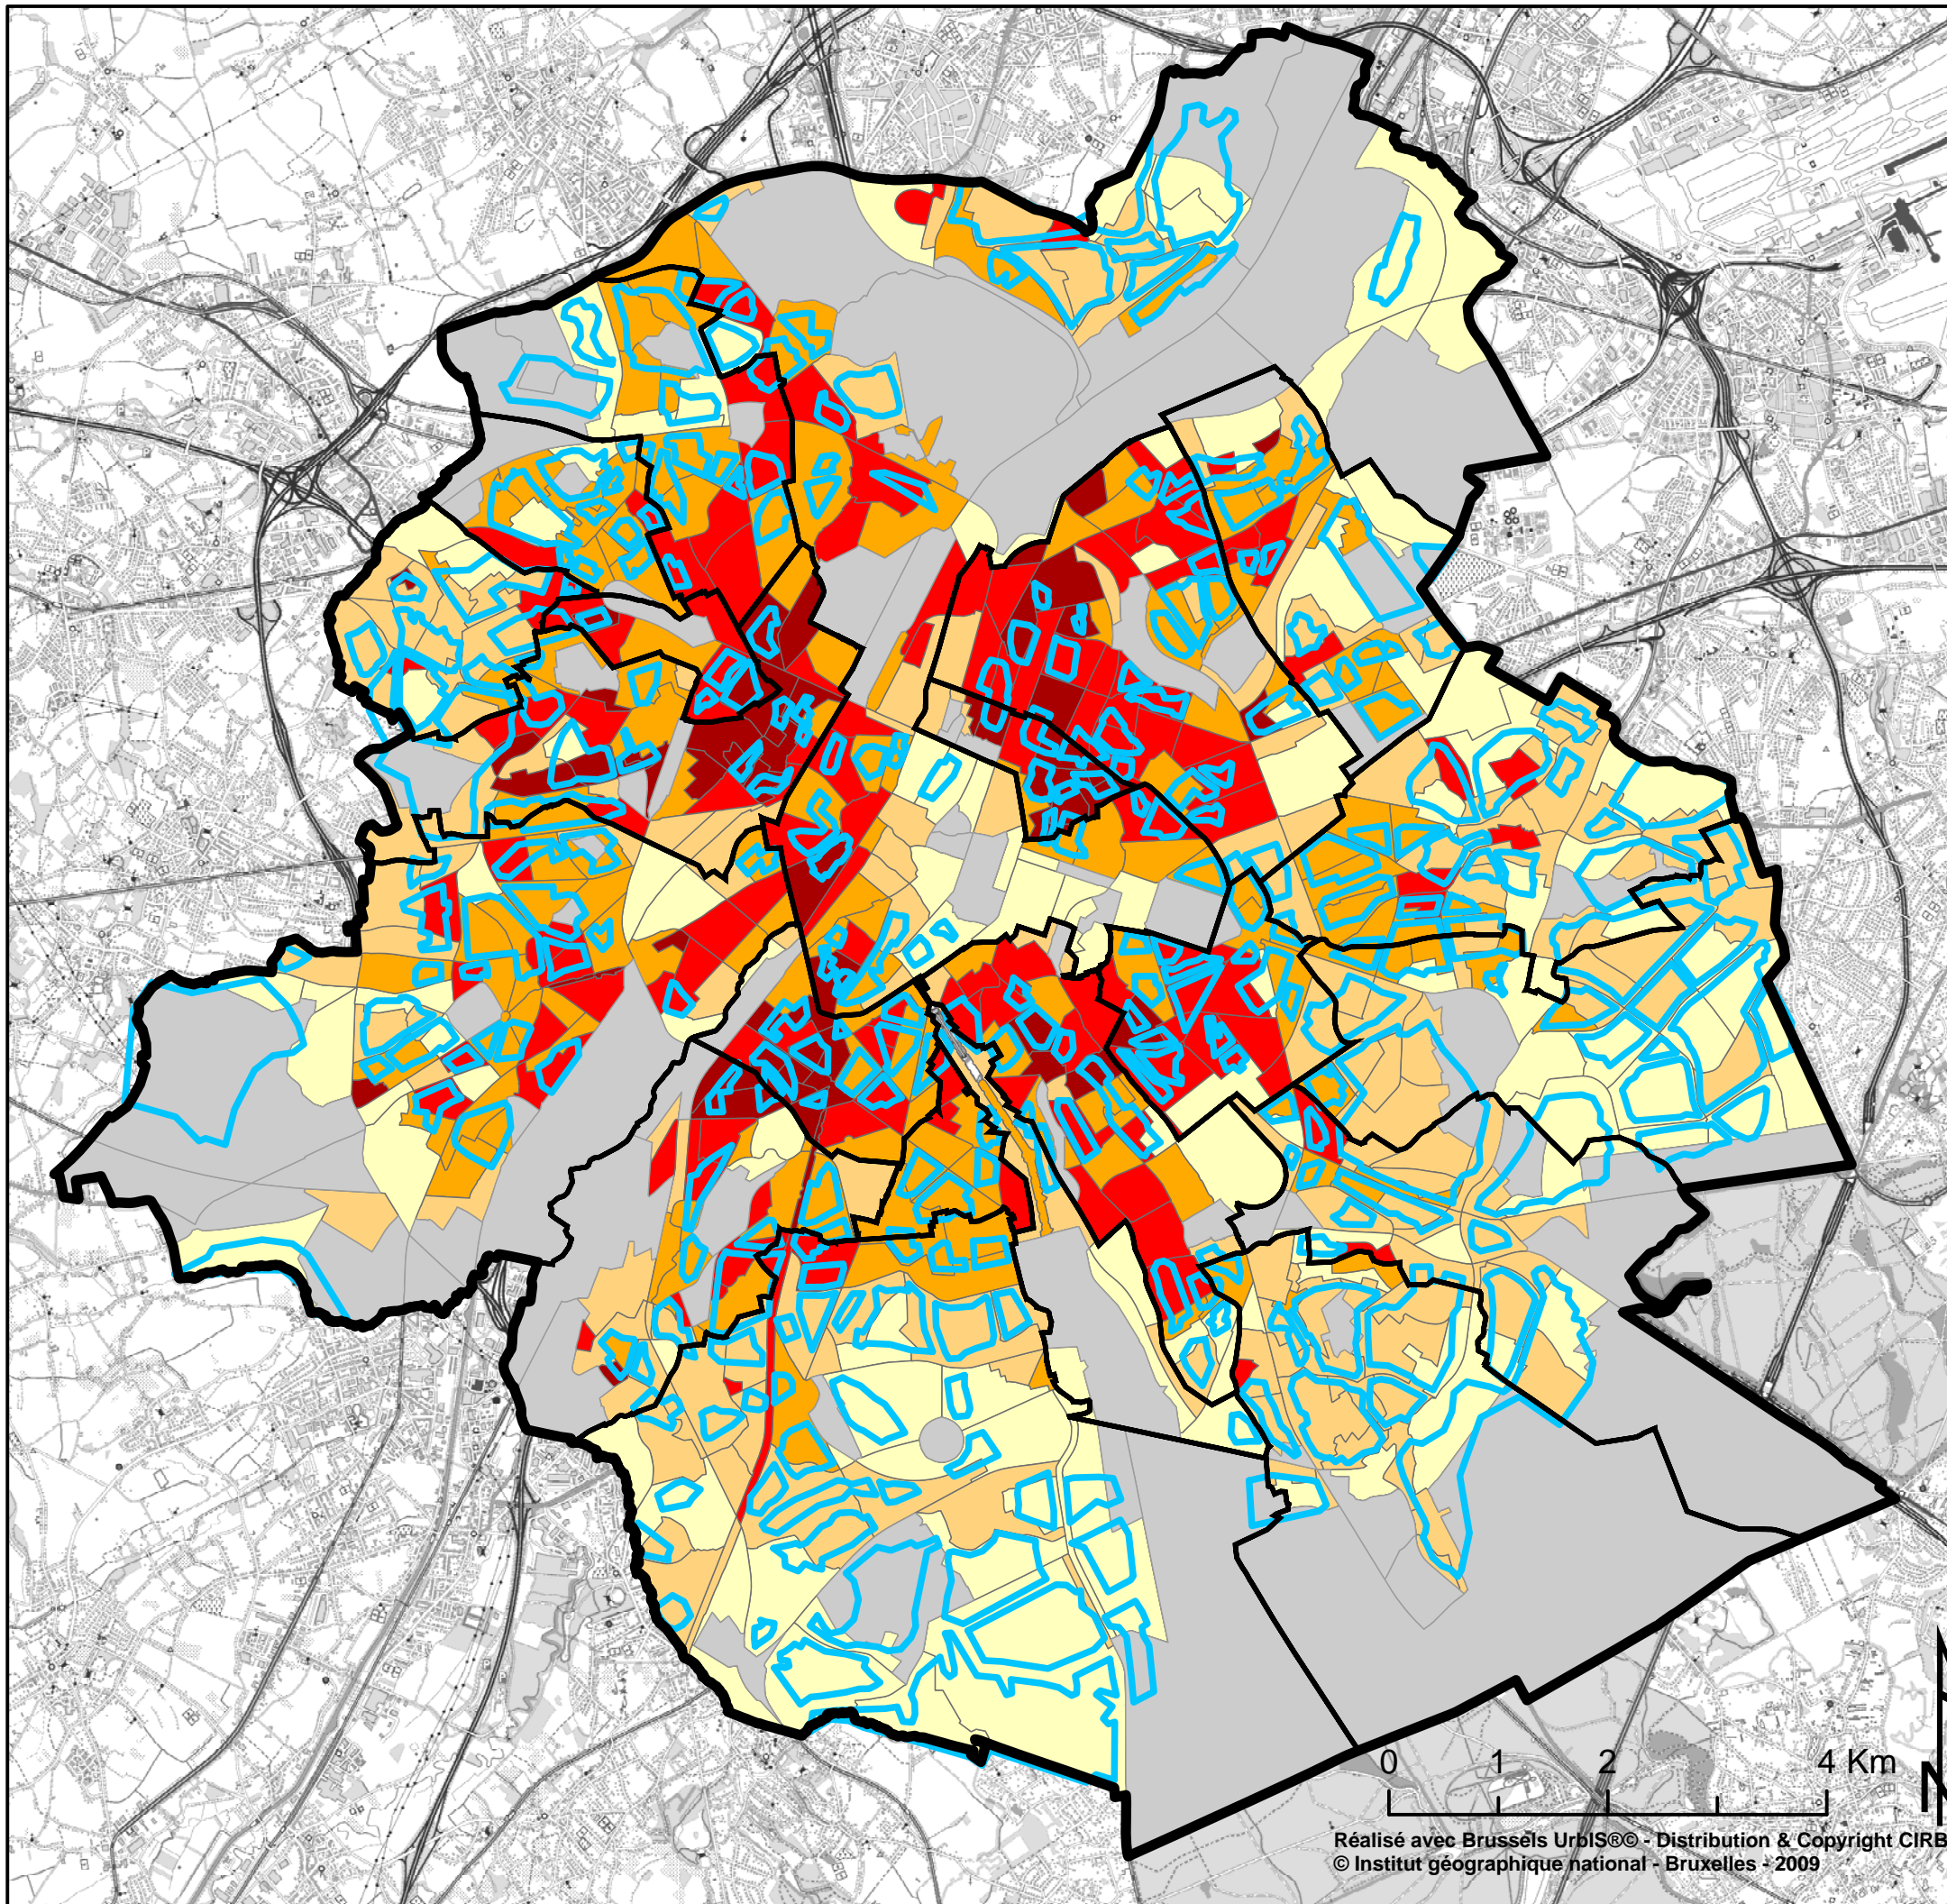 0 1 2 4 Km
N
Réalisé avec Brussels UrbIS®© - Distribution & Copyright CIRB
© Institut géographique national - Bruxelles - 2009